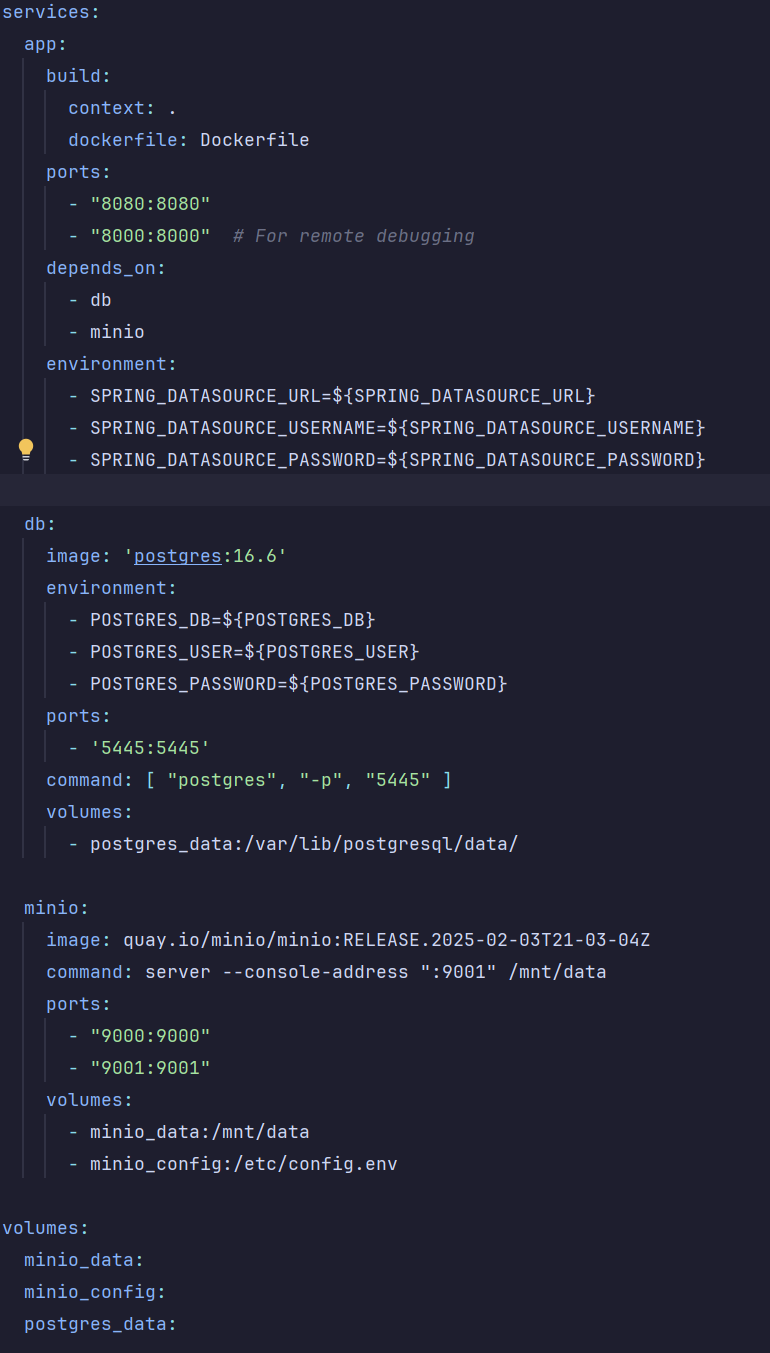 services:
  app:
    build:
      context: .
      dockerfile: Dockerfile
    ports:
      - "8080:8080"
      - "8000:8000"  # For remote debugging
    depends_on:
      - db
      - minio
    environment:
      - SPRING_DATASOURCE_URL=${SPRING_DATASOURCE_URL}
      - SPRING_DATASOURCE_USERNAME=${SPRING_DATASOURCE_USERNAME}
      - SPRING_DATASOURCE_PASSWORD=${SPRING_DATASOURCE_PASSWORD}

  db:
    image: 'postgres:16.6'
    environment:
      - POSTGRES_DB=${POSTGRES_DB}
      - POSTGRES_USER=${POSTGRES_USER}
      - POSTGRES_PASSWORD=${POSTGRES_PASSWORD}
    ports:
      - '5445:5445'
    command: [ "postgres", "-p", "5445" ]
    volumes:
      - postgres_data:/var/lib/postgresql/data/

  minio:
    image: quay.io/minio/minio:RELEASE.2025-02-03T21-03-04Z
    command: server --console-address ":9001" /mnt/data
    ports:
      - "9000:9000"
      - "9001:9001"
    volumes:
      - minio_data:/mnt/data
      - minio_config:/etc/config.env

volumes:
  minio_data:
  minio_config:
  postgres_data: